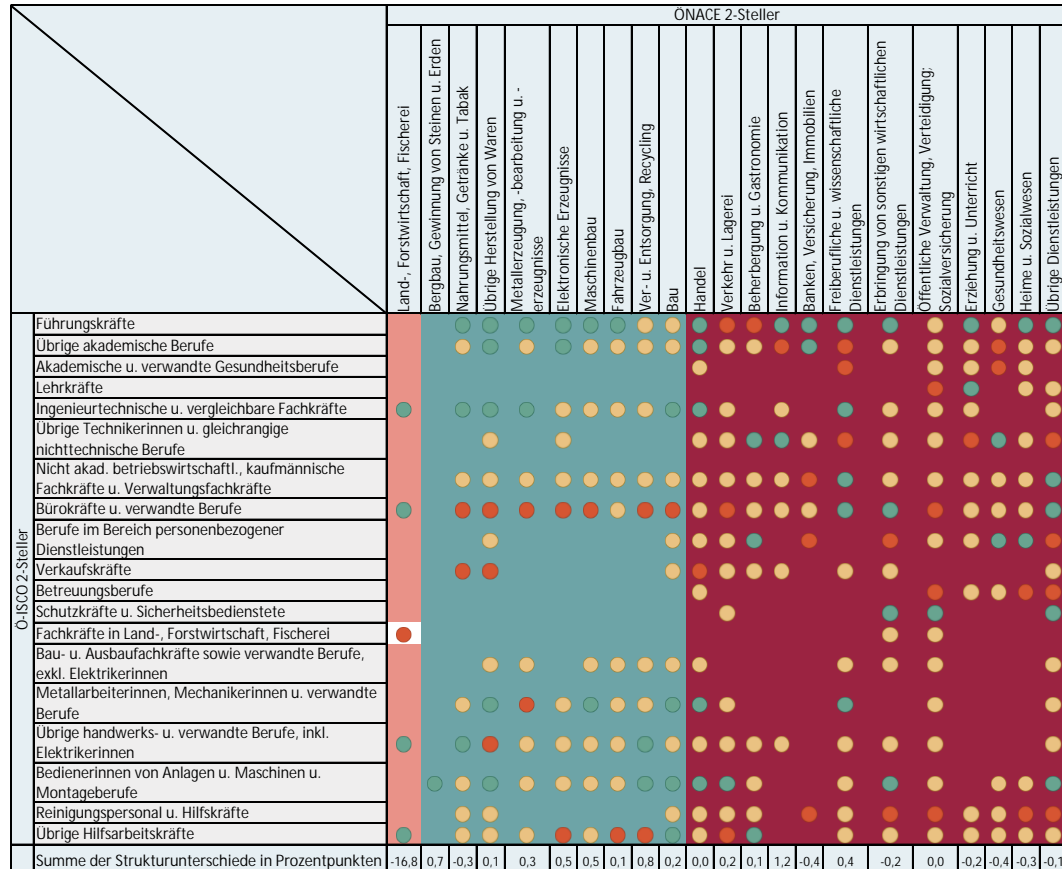 ÖNACE 2-Steller
Land-, Forstwirtschaft, Fischerei
Bergbau, Gewinnung von Steinen u. Erden
Nahrungsmittel, Getränke u. Tabak
Übrige Herstellung von Waren
Metallerzeugung, -bearbeitung u. -
erzeugnisse
Elektronische Erzeugnisse
Maschinenbau
Fahrzeugbau
Ver- u. Entsorgung, Recycling
Bau
Handel
Verkehr u. Lagerei
Beherbergung u. Gastronomie
Information u. Kommunikation
Banken, Versicherung, Immobilien
Freiberufliche u. wissenschaftliche
Dienstleistungen
Erbringung von sonstigen wirtschaftlichen
Dienstleistungen
Öffentliche Verwaltung, Verteidigung;
Sozialversicherung
Erziehung u. Unterricht
Gesundheitswesen
Heime u. Sozialwesen
Übrige Dienstleistungen
Ö-ISCO 2-Steller
Führungskräfte
Übrige akademische Berufe
Akademische u. verwandte Gesundheitsberufe
Lehrkräfte
Ingenieurtechnische u. vergleichbare Fachkräfte
Übrige Technikerinnen u. gleichrangige
nichttechnische Berufe
Nicht akad. betriebswirtschaftl., kaufmännische
Fachkräfte u. Verwaltungsfachkräfte
Bürokräfte u. verwandte Berufe
Berufe im Bereich personenbezogener
Dienstleistungen
Verkaufskräfte
Betreuungsberufe
Schutzkräfte u. Sicherheitsbedienstete
Fachkräfte in Land-, Forstwirtschaft, Fischerei
Bau- u. Ausbaufachkräfte sowie verwandte Berufe,
exkl. Elektrikerinnen
Metallarbeiterinnen, Mechanikerinnen u. verwandte
Berufe
Übrige handwerks- u. verwandte Berufe, inkl.
Elektrikerinnen
Bedienerinnen von Anlagen u. Maschinen u.
Montageberufe
Reinigungspersonal u. Hilfskräfte
Übrige Hilfsarbeitskräfte
Summe der Strukturunterschiede in Prozentpunkten -16,8 0,7 -0,3 0,1 0,3 0,5 0,5 0,1 0,8 0,2 0,0 0,2 0,1 1,2 -0,4 0,4 -0,2 0,0 -0,2 -0,4 -0,3 -0,1